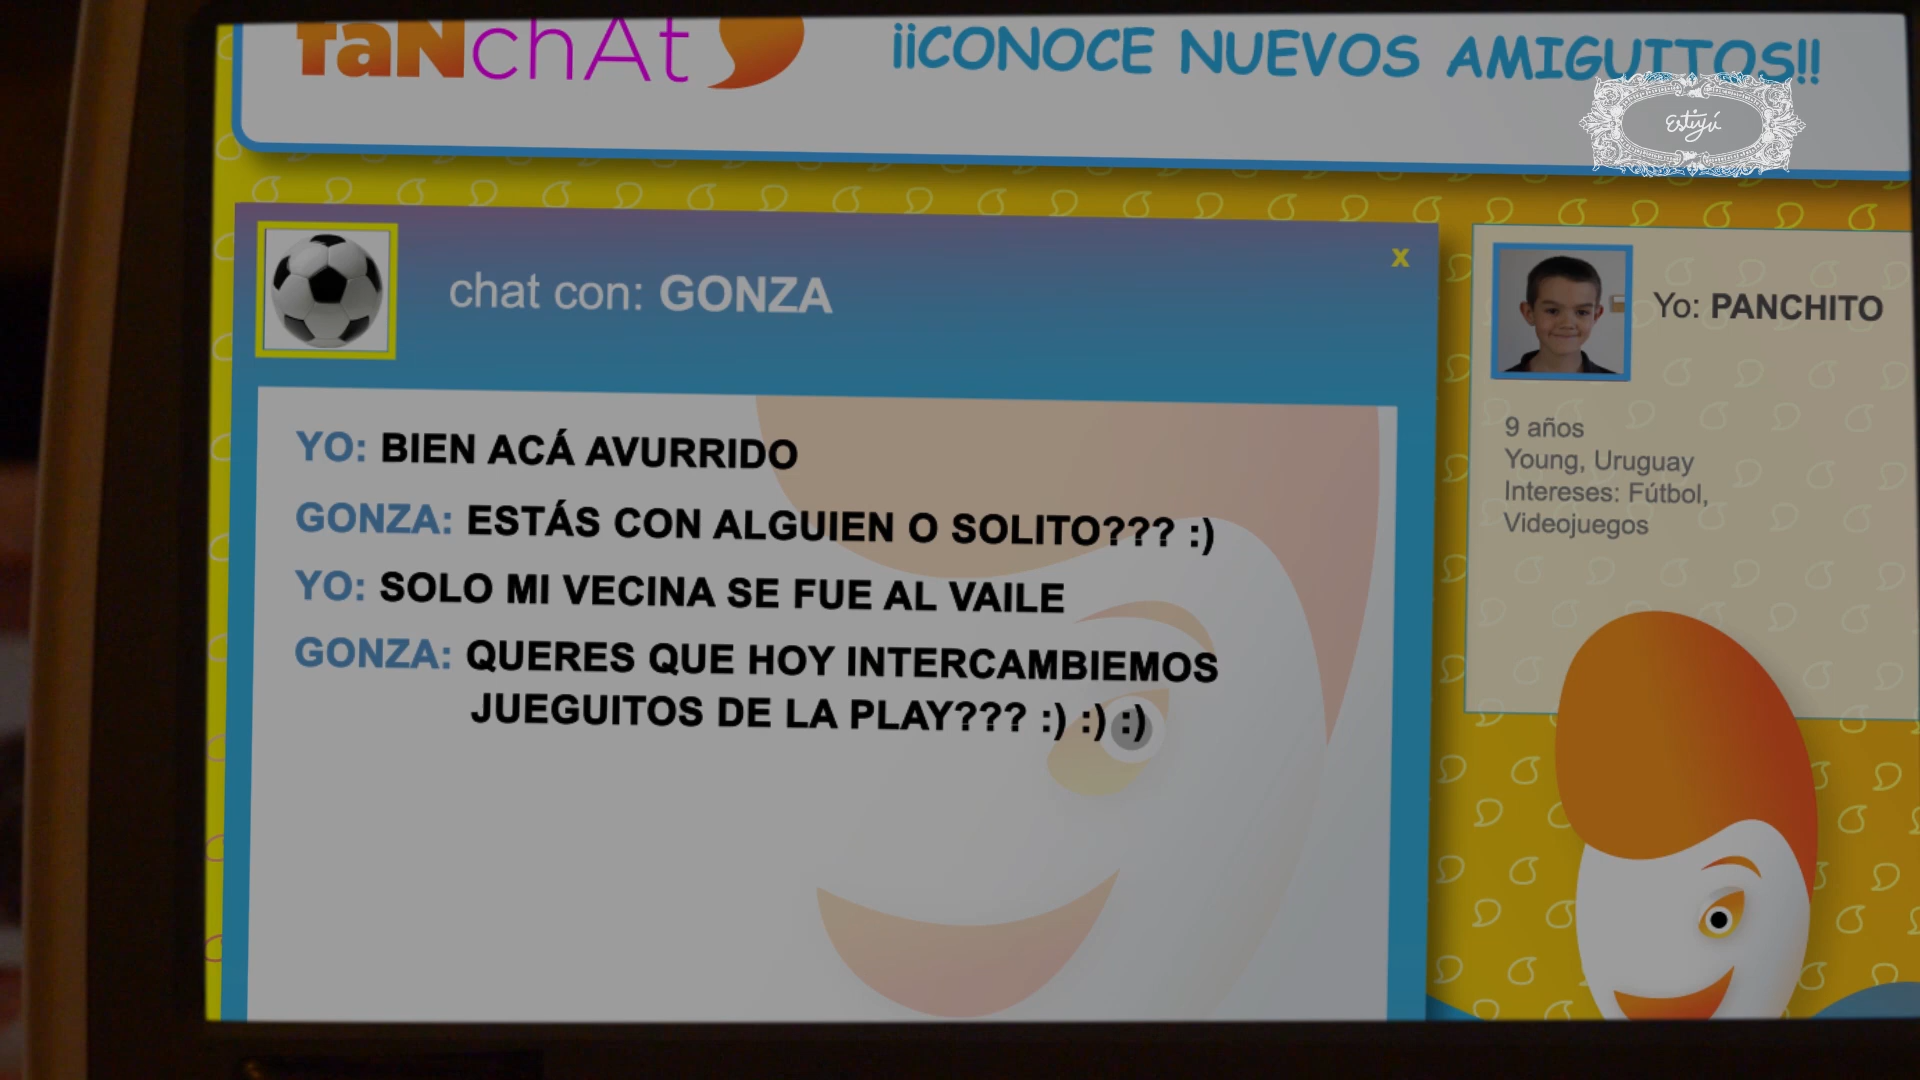 faNchAt
¡¡CONOCE NUEVOS AMIGUITOS!!
Estiyú
chat con: GONZA
x
Yo: PANCHITO
9 años
Young, Uruguay
Intereses: Fútbol,
Videojuegos
YO: BIEN ACÁ AVURRIDO
GONZA: ESTÁS CON ALGUIEN O SOLITO??? :)
YO: SOLO MI VECINA SE FUE AL VAILE
GONZA: QUERES QUE HOY INTERCAMBIEMOS
JUEGUITOS DE LA PLAY??? :) :) :)